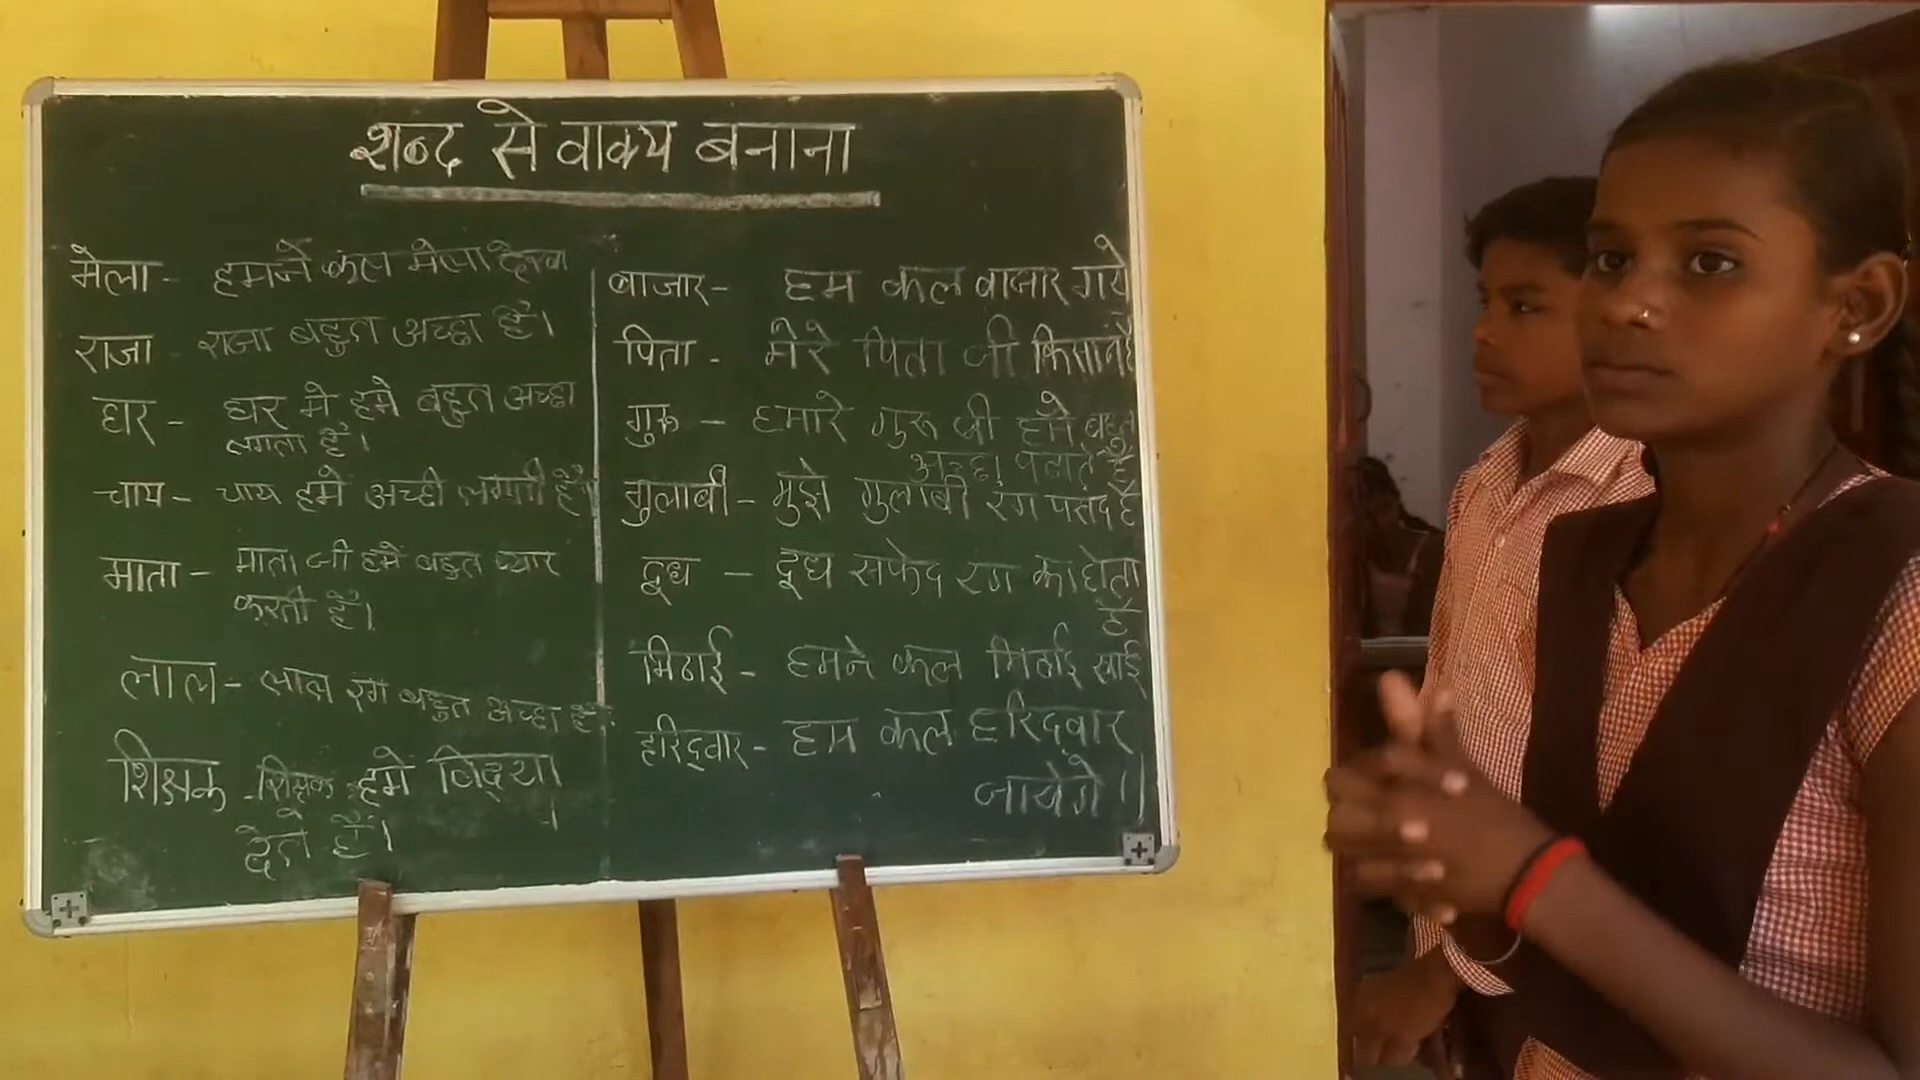 शब्द से वाक्य बनाना
मेला - हमने कल मेला देखा
राजा - राजा बहुत अच्छा है।
घर - घर मे हमे बहुत अच्छा
लगता है।
चाय - चाय हमे अच्छी लगती है।
माता - माता जी हमें बहुत प्यार
करती हैं।
लाल - लाल रंग बहुत अच्छा है
शिक्षक - शिक्षक हमे विद्या
देते हैं।
बाजार - हम कल बाजार गये
पिता - मेरे पिता जी किसान है
गुरू - हमारे गुरू जी हमें बहुत
अच्छा पढाते हैं
गुलाबी - मुझे गुलाबी रंग पसंद है
दूध - दूध सफेद रंग का होता
है
मिठाई - हमने कल मिठाई खाई
हरिद्वार - हम कल हरिद्वार
जायेगे।